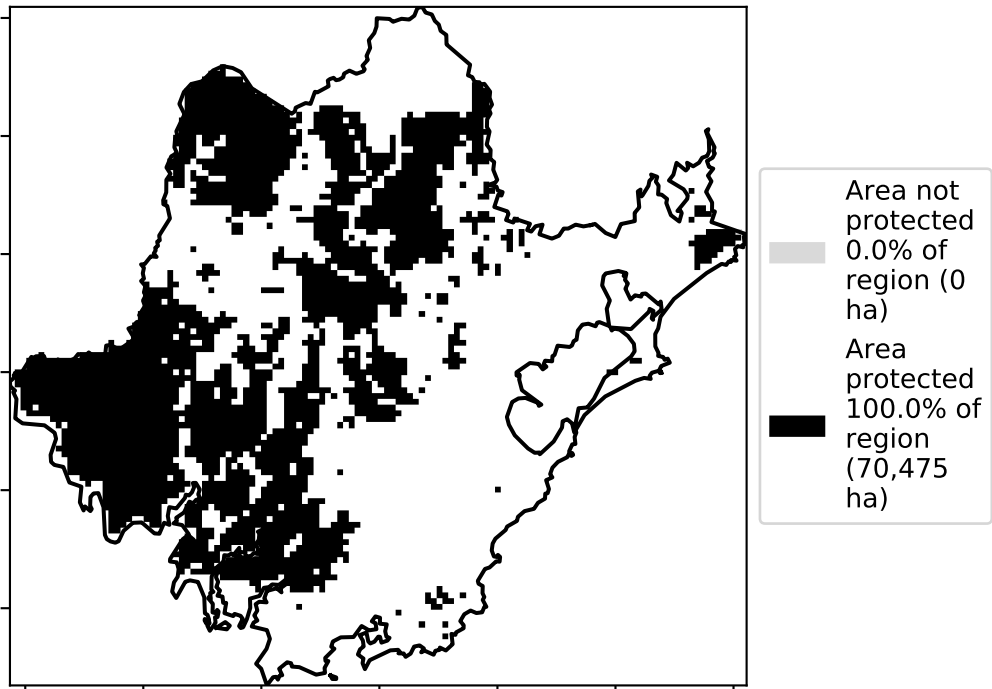 Area not
protected
0.0% of
region (0
ha)
Area
protected
100.0% of
region
(70,475
ha)